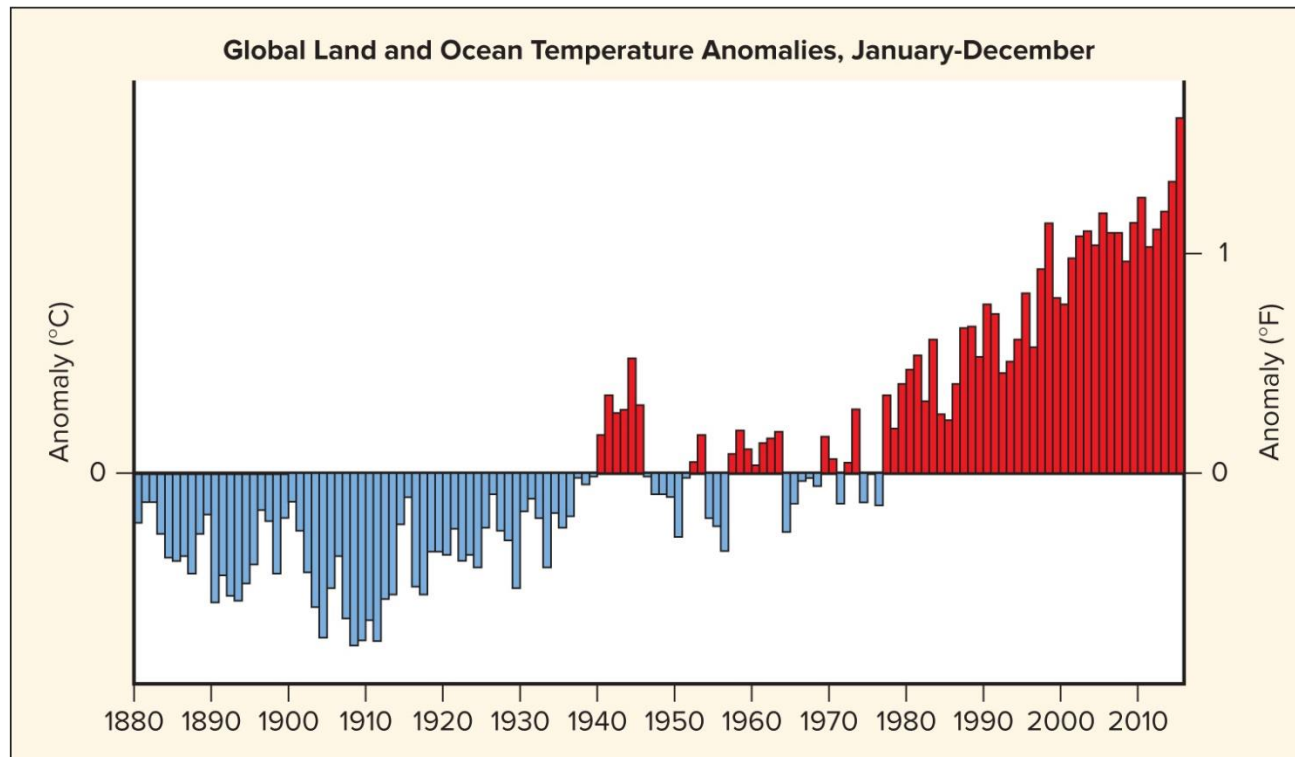 Global Land and Ocean Temperature Anomalies, January-December
Anomaly (°C)
0
1
0
Anomaly (°F)
1880 1890 1900 1910 1920 1930 1940 1950 1960 1970 1980 1990 2000 2010